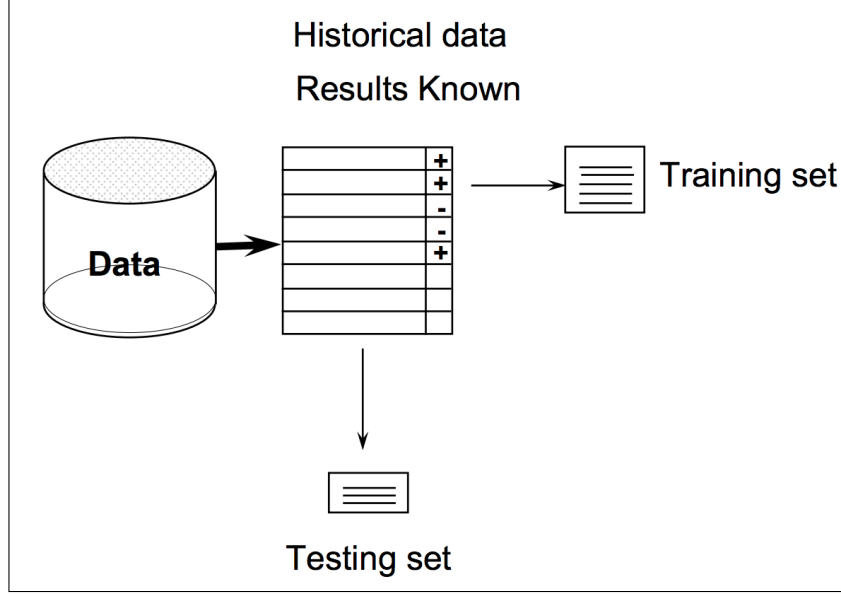 Historical data
Results Known
+
+
-
-
+
Data
Training set
Testing set